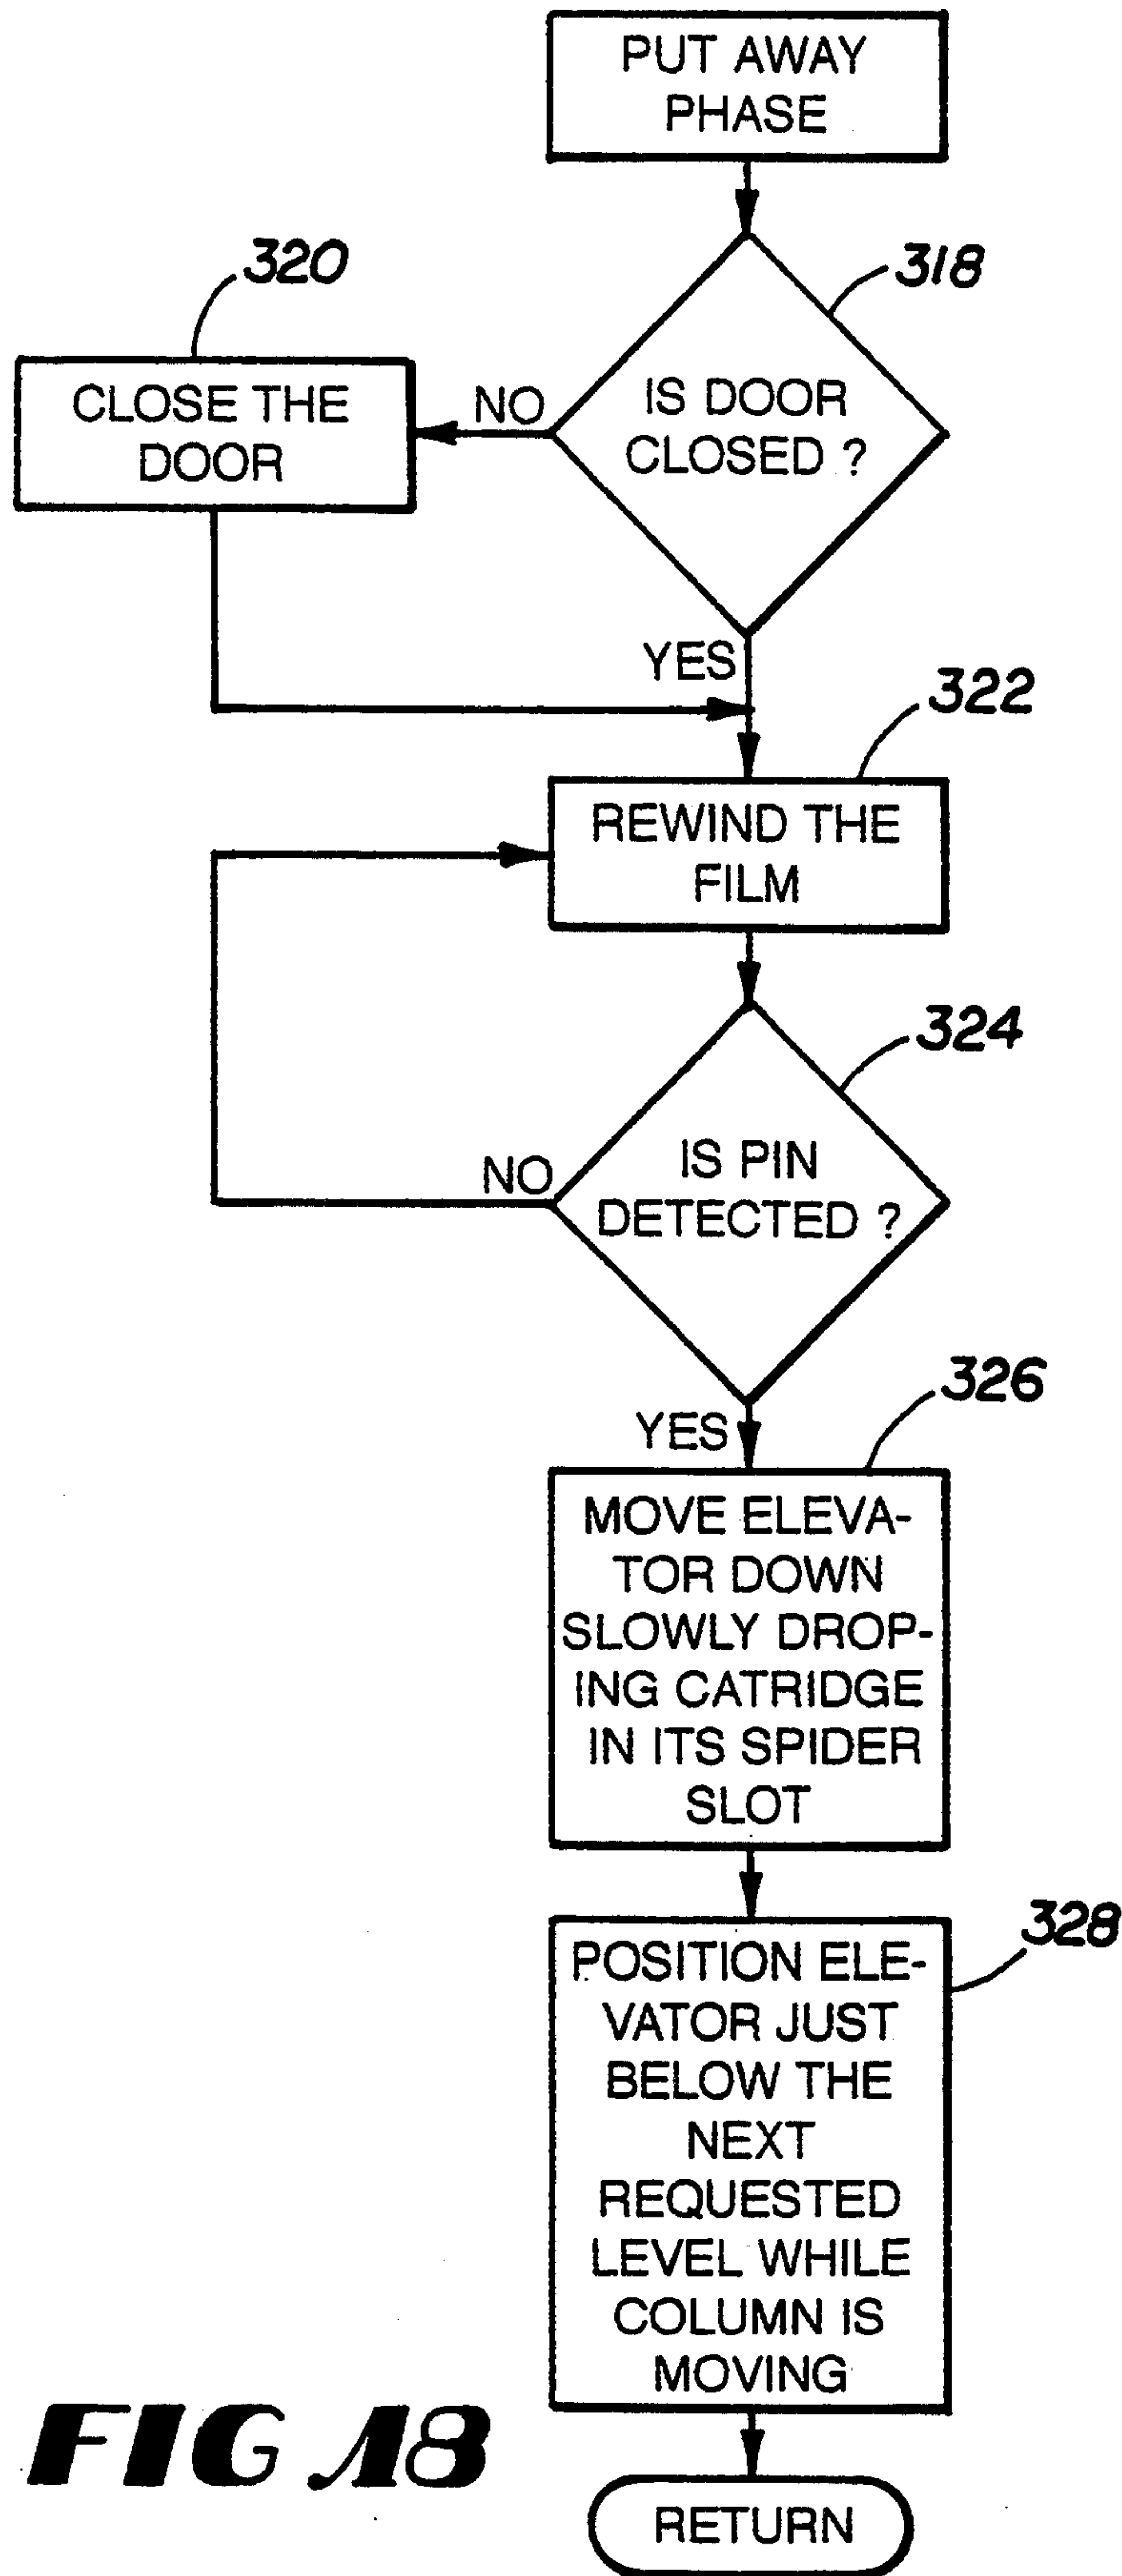 PUT AWAY
PHASE
320
318
CLOSE THE
DOOR
NO
IS DOOR
CLOSED ?
YES
322
REWIND THE
FILM
324
NO
IS PIN
DETECTED ?
326
YES
MOVE ELEVA-
TOR DOWN
SLOWLY DROP-
ING CATRIDGE
IN ITS SPIDER
SLOT
328
POSITION ELE-
VATOR JUST
BELOW THE
NEXT
REQUESTED
LEVEL WHILE
COLUMN IS
MOVING
FIG 18
RETURN